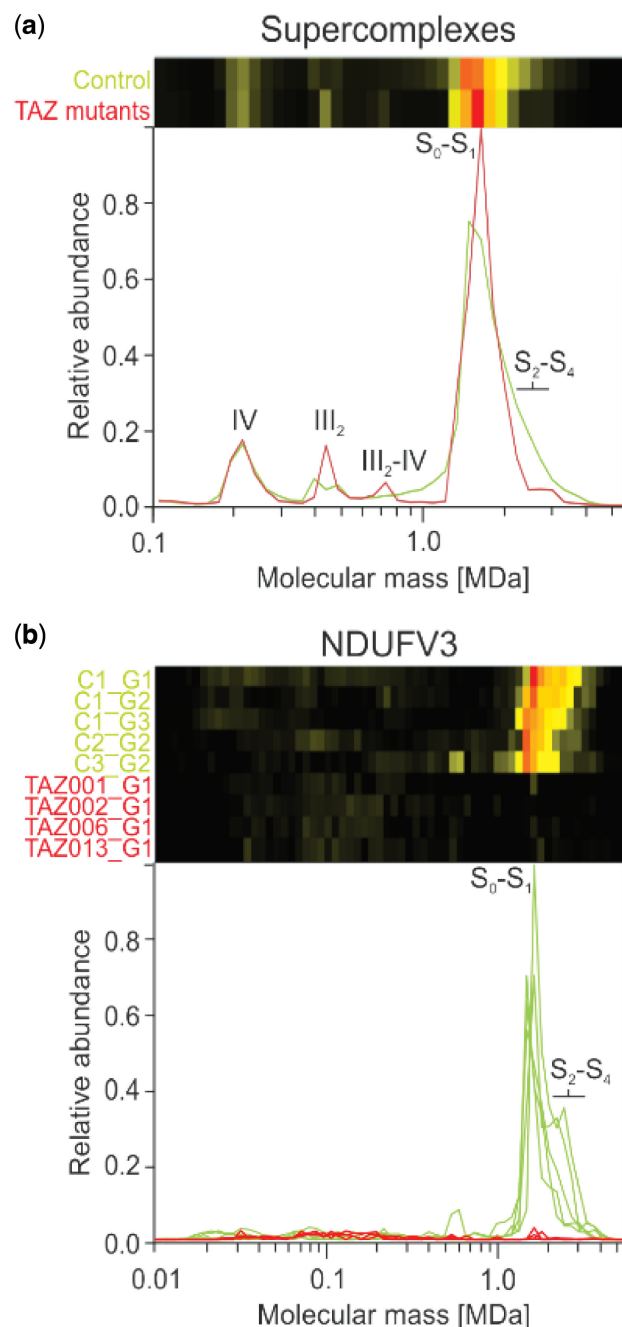 (a)
Supercomplexes
Control
TAZ mutants
S0-S1
0.8
0.6
S2-S4
0.4
IV
III2
III2-IV
0.2
0.0
Relative abundance
0.1
1.0
Molecular mass [MDa]
(b)
NDUFV3
C1_G1
C1_G2
C1_G3
C2_G2
C3_G2
TAZ001_G1
TAZ002_G1
TAZ006_G1
TAZ013_G1
S0-S1
0.8
0.6
S2-S4
0.4
0.2
0.0
Relative abundance
0.01
0.1
1.0
Molecular mass [MDa]